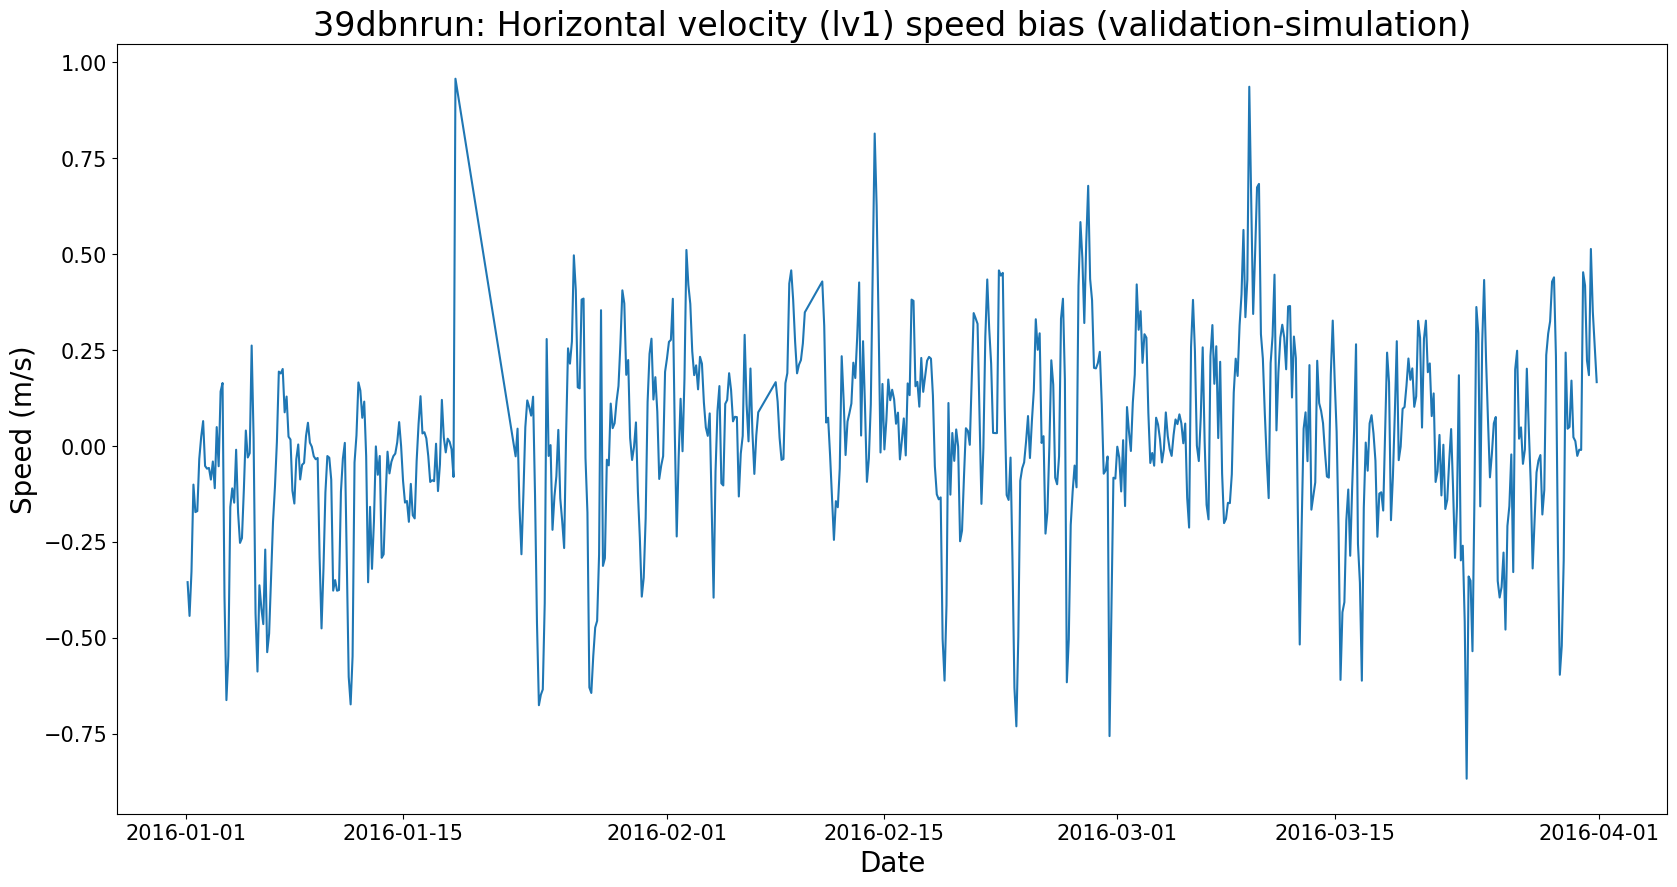 39dbnrun: Horizontal velocity (lv1) speed bias (validation-simulation)
1.00
0.75
0.50
0.25
0.00
−0.25
−0.50
−0.75
Speed (m/s)
2016-01-01 2016-01-15 2016-02-01 2016-02-15 2016-03-01 2016-03-15 2016-04-01
Date